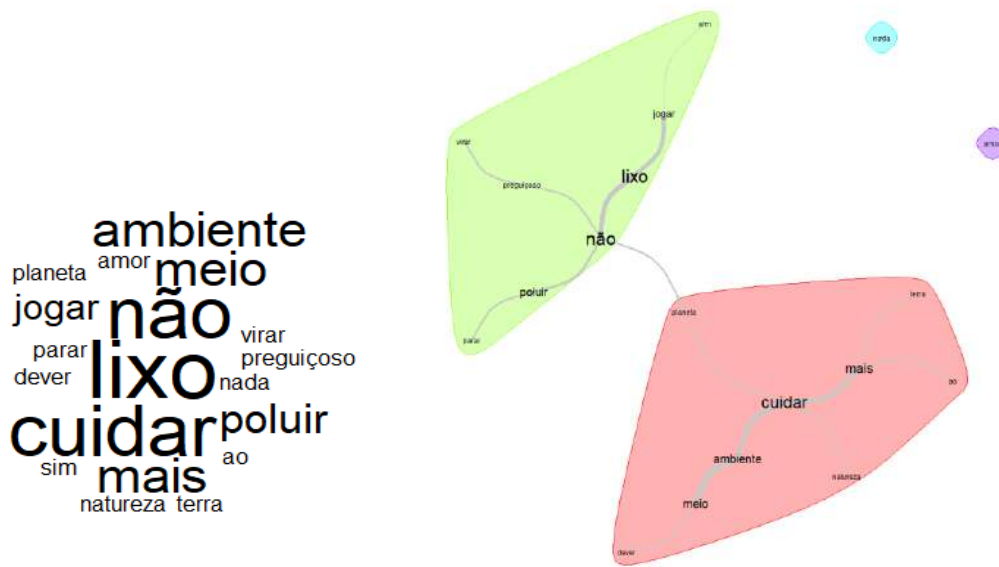 ambiente
planeta amor meio
jogar não
parar virar
lixo preguiçoso
dever nada
cuidar poluir
sim mais ao
natureza terra
sim
nada
jogar
amor
virar
lixo
preguiçoso
não
poluir
parar
planeta
terra
mais
ao
cuidar
ambiente
natureza
meio
dever